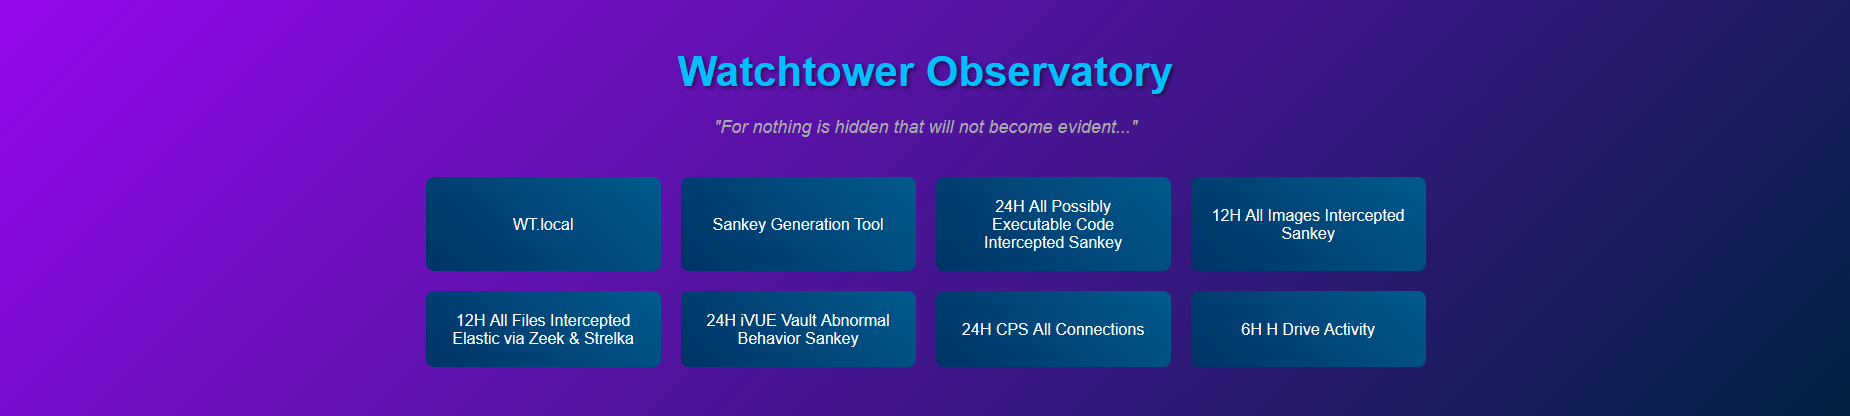 Watchtower Observatory
"For nothing is hidden that will not become evident..."
WT.local
Sankey Generation Tool
24H All Possibly
Executable Code
Intercepted Sankey
12H All Images Intercepted
Sankey
12H All Files Intercepted
Elastic via Zeek & Strelka
24H iVUE Vault Abnormal
Behavior Sankey
24H CPS All Connections
6H H Drive Activity